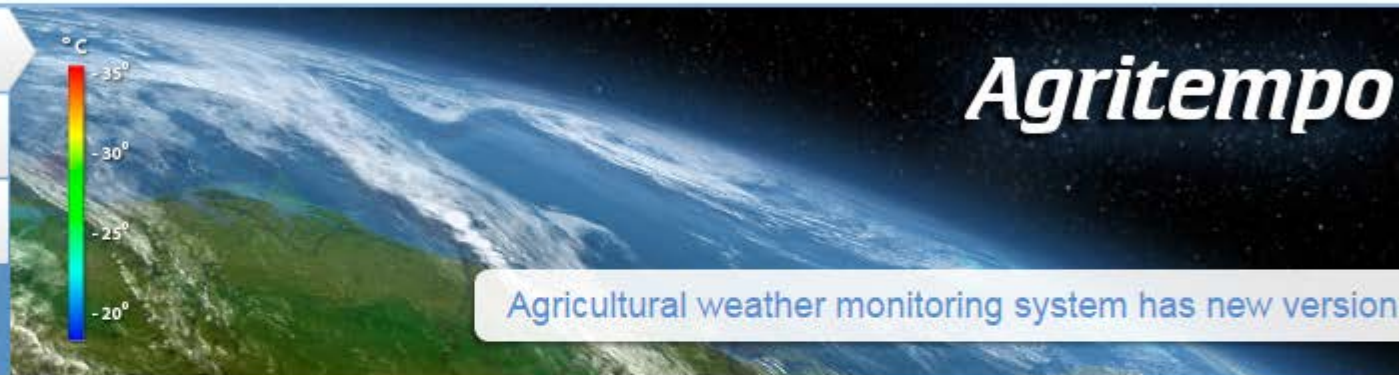 °C
- 35°
Agritempo
- 30°
- 25°
- 20°
Agricultural weather monitoring system has new version